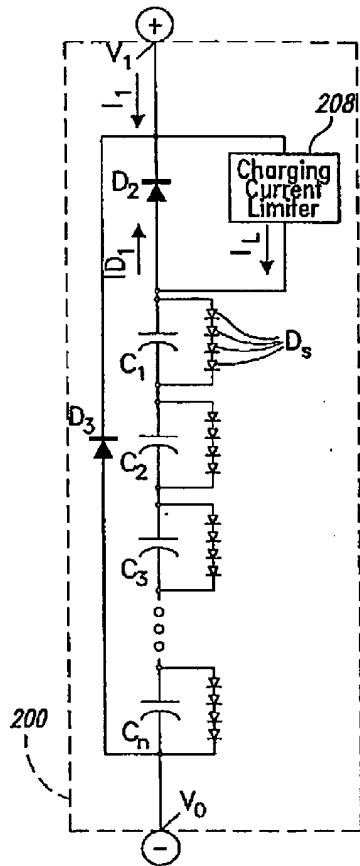 +
V1
I1
208
Charging
Current
Limiter
D2
ID1
IL
C1
Ds
D3
C2
C3
Cn
200
V0
−